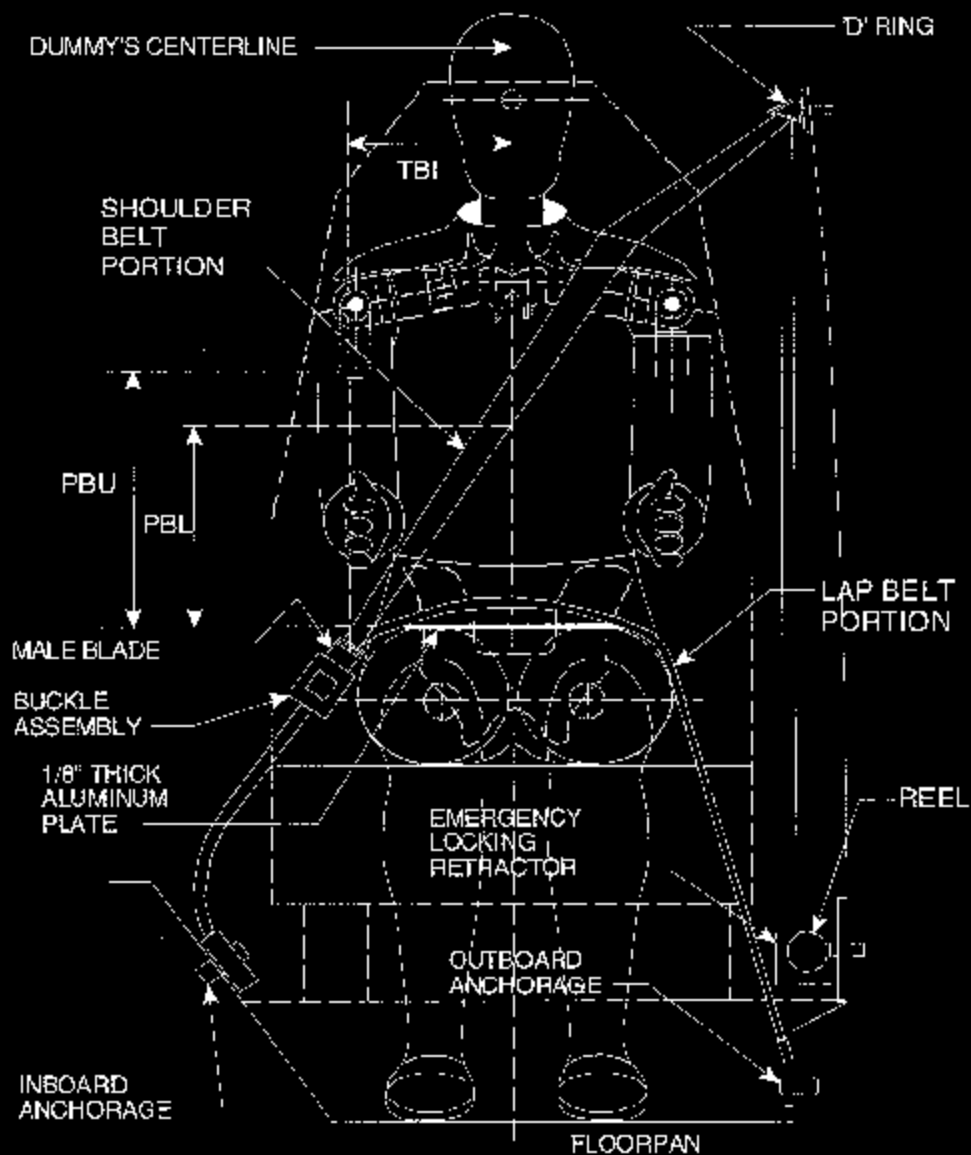 DUMMY'S CENTERLINE
'D' RING
TBI
SHOULDER
BELT
PORTION
PBU
PBL
LAP BELT
PORTION
MALE BLADE
BUCKLE
ASSEMBLY
1/8" THICK
ALUMINUM
PLATE
EMERGENCY
LOCKING
RETRACTOR
REEL
OUTBOARD
ANCHORAGE
INBOARD
ANCHORAGE
FLOORPAN